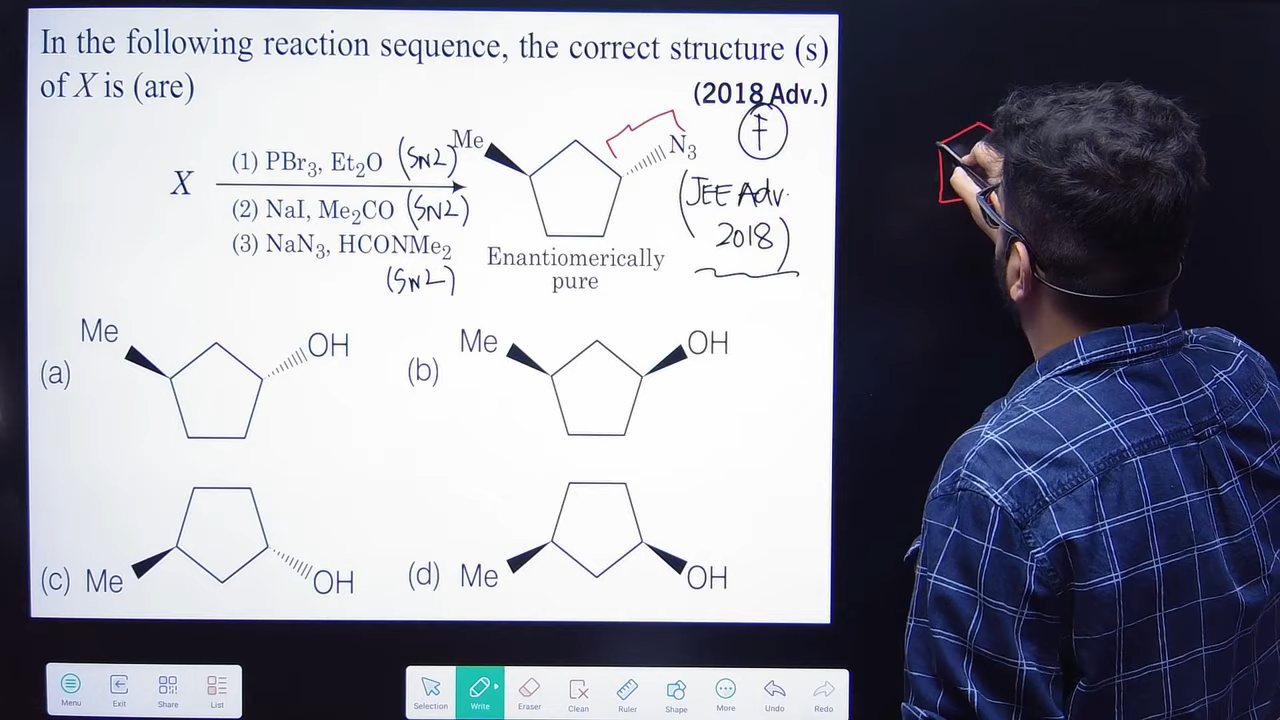 In the following reaction sequence, the correct structure (s)
of X is (are)
(2018 Adv.)
X
(1) PBr₃, Et₂O (SN2)
(2) NaI, Me₂CO (SN2)
(3) NaN₃, HCONMe₂
(SN2)
Me
N₃
Enantiomerically
pure
(JEE Adv.
2018)
(a) Me OH
(b) Me OH
(c) Me OH
(d) Me OH
Menu Exit Share List
Selection Write Eraser Clean Ruler Shape More Undo Redo